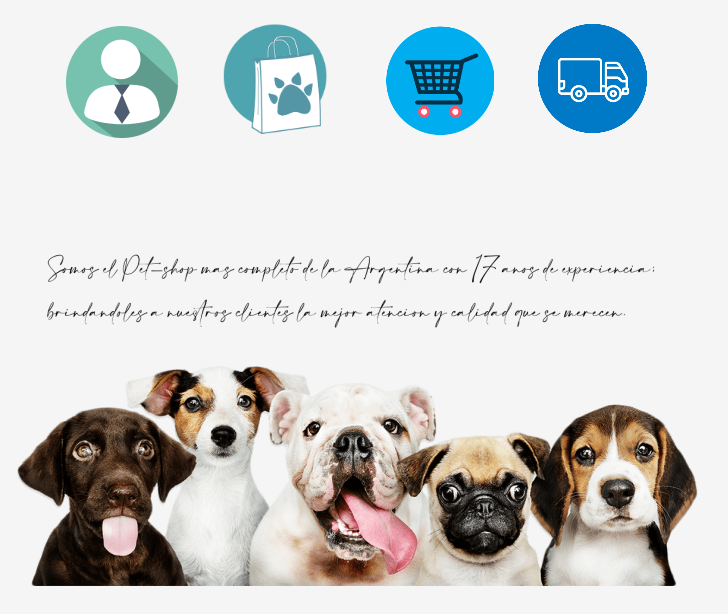 Somos el Pet-shop mas completo de la Argentina con 17 anos de experiencia;
brindandoles a nuestros clientes la mejor atencion y calidad que se merecen.